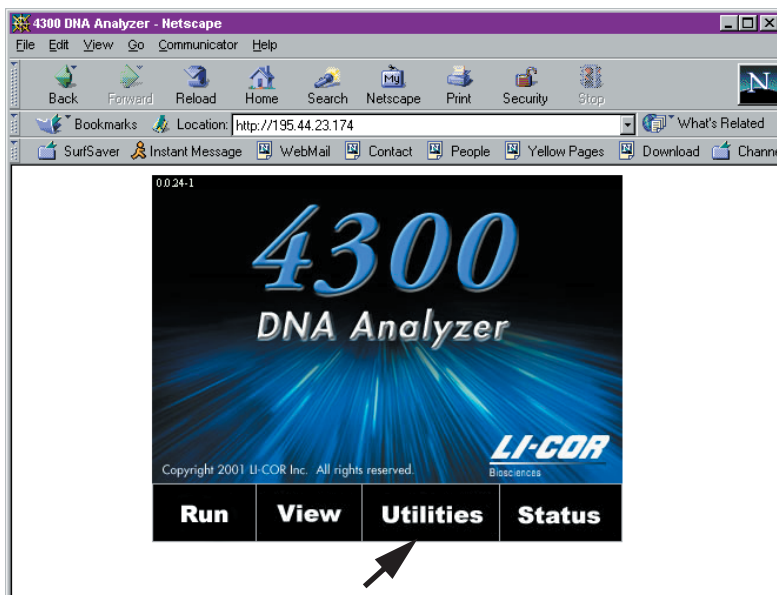 4300 DNA Analyzer - Netscape
File Edit View Go Communicator Help
Back Forward Reload Home Search My Netscape Print Security Stop N
Bookmarks Location: http://195.44.23.174 What's Related
SurfSaver Instant Message WebMail Contact People Yellow Pages Download Channe
0.0.24-1
4300
DNA Analyzer
LI-COR
Copyright 2001 LI-COR Inc. All rights reserved. Biosciences
Run View Utilities Status